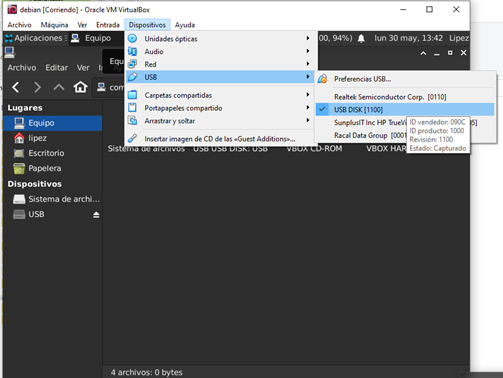 debian [Corriendo] - Oracle VM VirtualBox
Archivo Máquina Ver Entrada Dispositivos Ayuda
Aplicaciones Equipo 00, 94%) lun 30 may, 13:42 Lipez
Unidades ópticas
Audio
Red
USB
Carpetas compartidas
Portapapeles compartido
Arrastrar y soltar
Insertar imagen de CD de las «Guest Additions»...
Preferencias USB...
Realtek Semiconductor Corp. [0110]
USB DISK [1100]
SunplusIT Inc HP TrueVi
Racal Data Group [0001
ID vendedor: 090C
ID producto: 1000
Revisión: 1100
Estado: Capturado
Equ
Archivo Editar Ver
com
Lugares
Equipo
lipez
Escritorio
Papelera
Dispositivos
Sistema de archi...
USB
Sistema de archivos USB USB DISK: USB VBOX CD-ROM VBOX HAR
4 archivos: 0 bytes